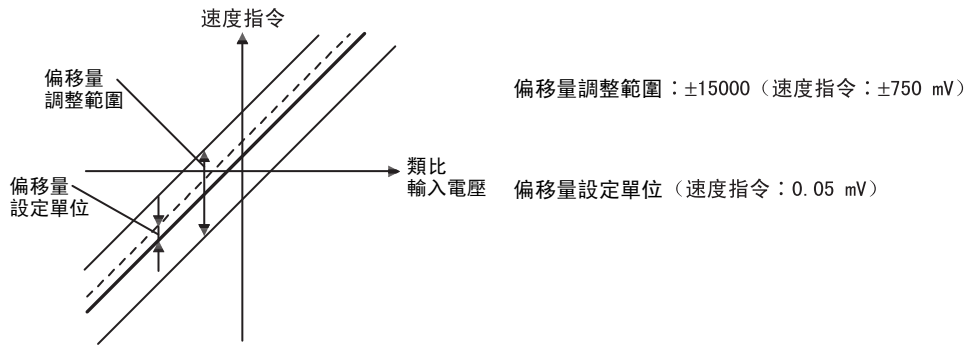 速度指令
偏移量
調整範圍
偏移量調整範圍：±15000（速度指令：±750 mV）
類比
輸入電壓
偏移量
設定單位
偏移量設定單位（速度指令：0.05 mV）